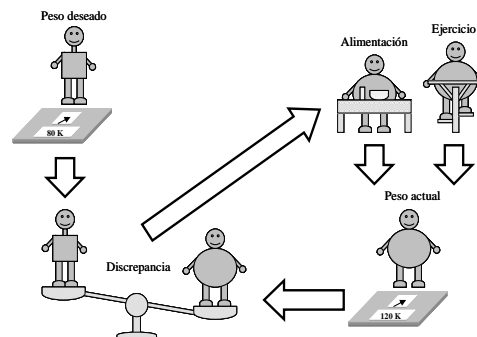 Peso deseado
80 K
Ejercicio
Alimentación
Peso actual
Discrepancia
120 K